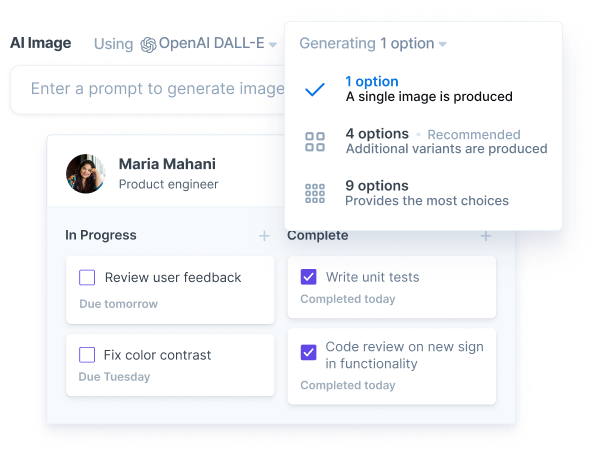 AI Image Using OpenAI DALL-E Generating 1 option
Enter a prompt to generate image
1 option
A single image is produced
4 options • Recommended
Additional variants are produced
9 options
Provides the most choices
Maria Mahani
Product engineer
In Progress
Review user feedback
Due tomorrow
Fix color contrast
Due Tuesday
Complete
Write unit tests
Completed today
Code review on new sign
in functionality
Completed today